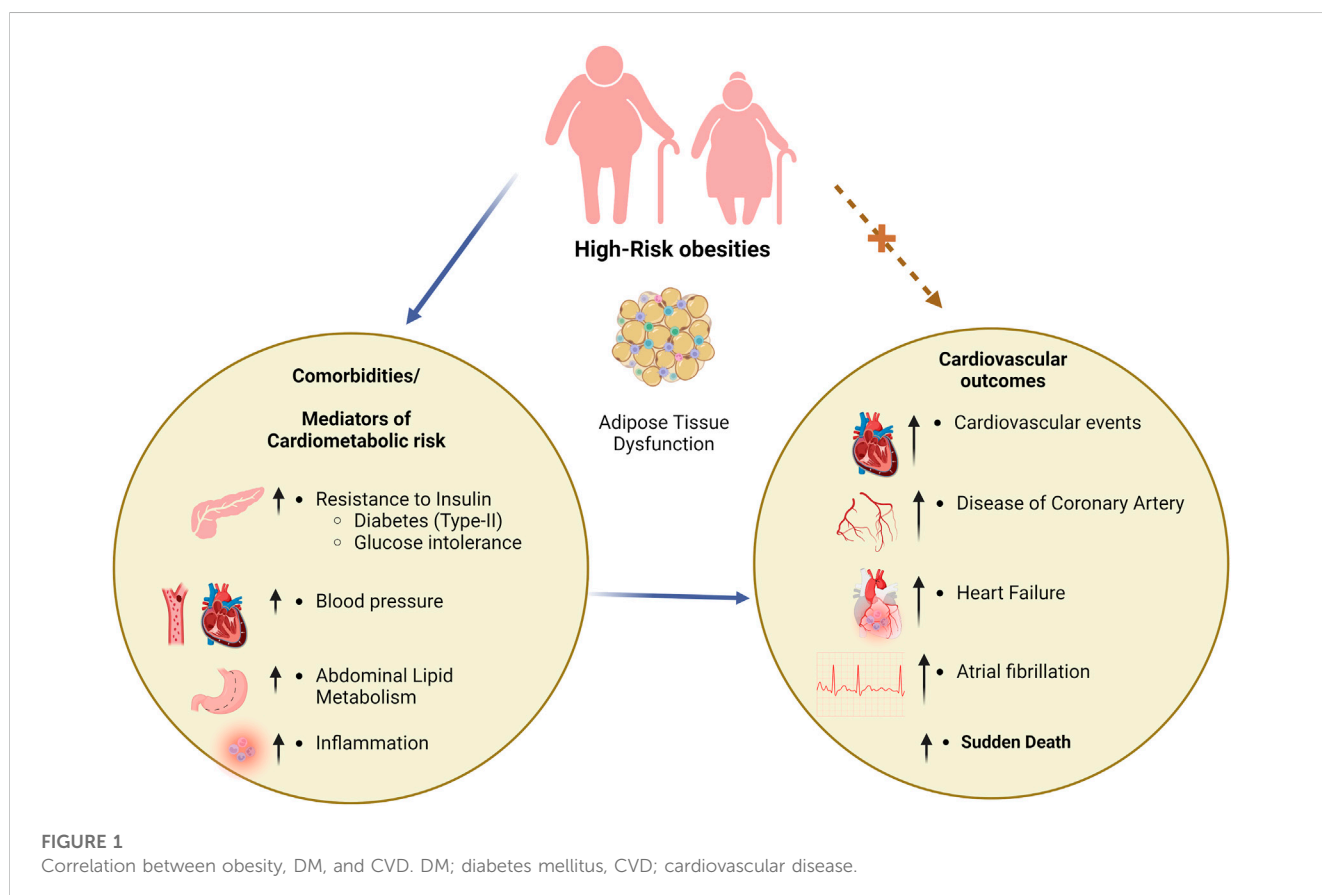 High-Risk obesities
Adipose Tissue
Dysfunction
Comorbidities/
Mediators of
Cardiometabolic risk
• Resistance to Insulin
○ Diabetes (Type-II)
○ Glucose intolerance
• Blood pressure
• Abdominal Lipid
Metabolism
• Inflammation
Cardiovascular
outcomes
• Cardiovascular events
• Disease of Coronary Artery
• Heart Failure
• Atrial fibrillation
• Sudden Death
FIGURE 1
Correlation between obesity, DM, and CVD. DM; diabetes mellitus, CVD; cardiovascular disease.